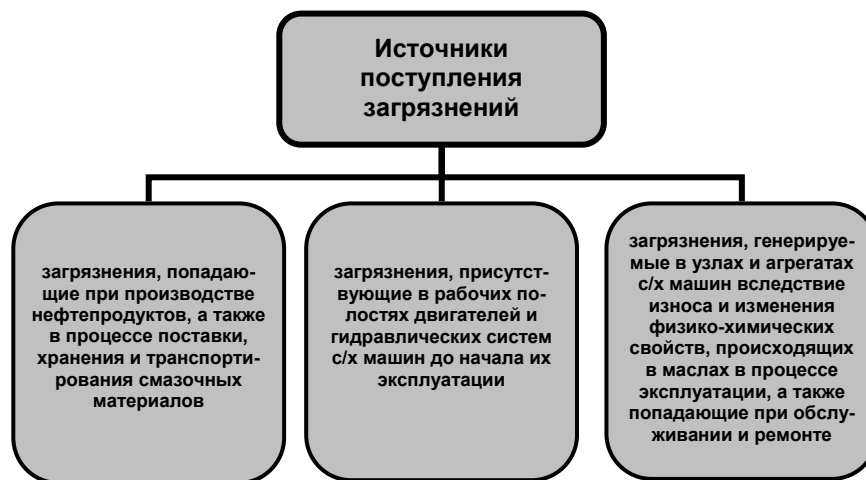 Источники
поступления
загрязнений
загрязнения, попадаю-
щие при производстве
нефтепродуктов, а также
в процессе поставки,
хранения и транспорти-
рования смазочных
материалов
загрязнения, присутст-
вующие в рабочих по-
лостях двигателей и
гидравлических систем
с/х машин до начала их
эксплуатации
загрязнения, генерируе-
мые в узлах и агрегатах
с/х машин вследствие
износа и изменения
физико-химических
свойств, происходящих
в маслах в процессе
эксплуатации, а также
попадающие при обслу-
живании и ремонте